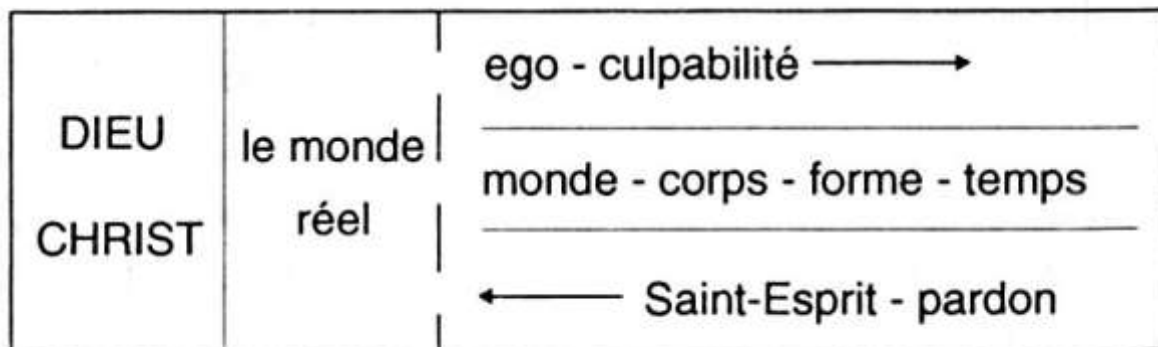 DIEU
CHRIST
le monde
réel
ego - culpabilité
monde - corps - forme - temps
Saint-Esprit - pardon